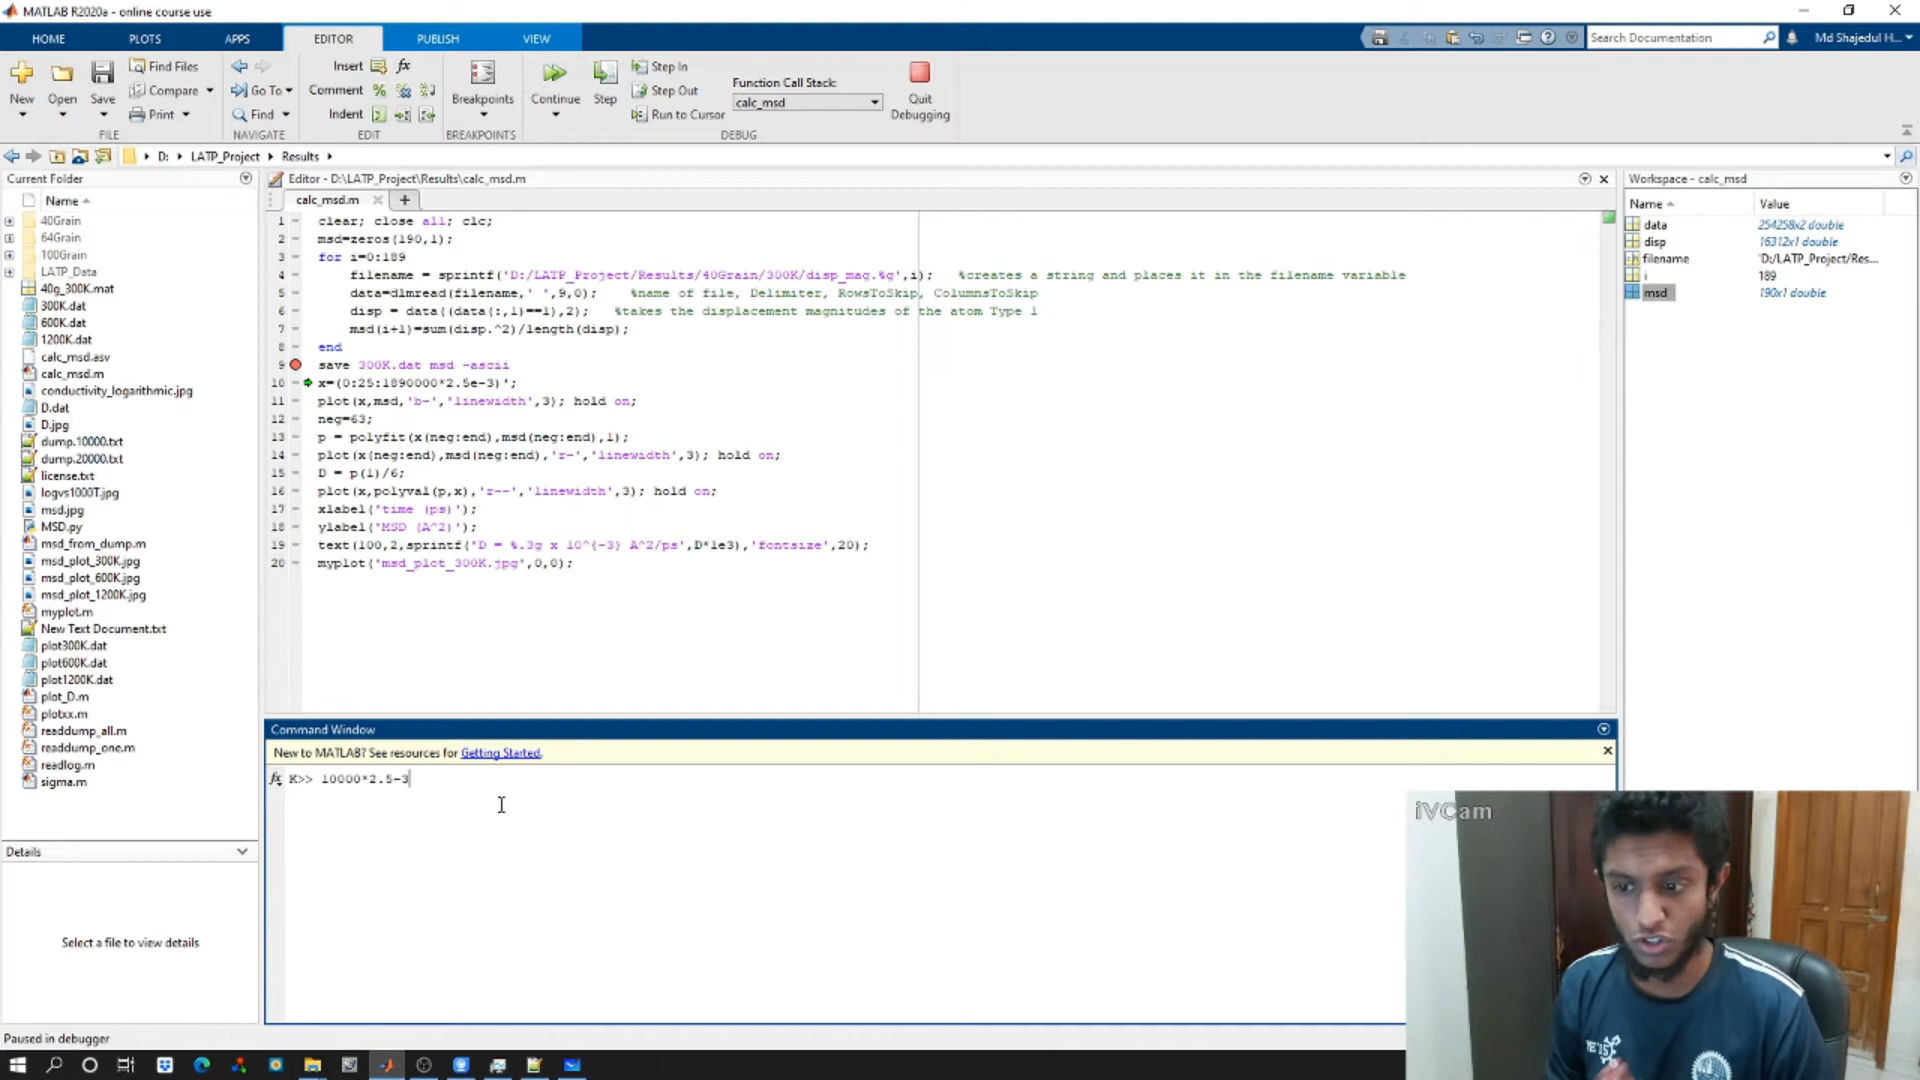 MATLAB R2020a - online course use
HOME PLOTS APPS EDITOR PUBLISH VIEW
Search Documentation
Md Shajedul H...
New Open Save
Find Files
Compare
Print
FILE
Go To
Find
NAVIGATE
Insert fx
Comment
Indent
EDIT
Breakpoints
BREAKPOINTS
Continue
Step
Step In
Step Out
Run to Cursor
Function Call Stack:
calc_msd
DEBUG
Quit Debugging
D: LATP_Project Results
Current Folder
Name
40Grain
64Grain
100Grain
LATP_Data
40g_300K.mat
300K.dat
600K.dat
1200K.dat
calc_msd.asv
calc_msd.m
conductivity_logarithmic.jpg
D.dat
D.jpg
dump.10000.txt
dump.20000.txt
license.txt
logvs1000T.jpg
msd.jpg
MSD.py
msd_from_dump.m
msd_plot_300K.jpg
msd_plot_600K.jpg
msd_plot_1200K.jpg
myplot.m
New Text Document.txt
plot300K.dat
plot600K.dat
plot1200K.dat
plot_D.m
plotxx.m
readdump_all.m
readdump_one.m
readlog.m
sigma.m
Details
Select a file to view details
Paused in debugger
Editor - D:\LATP_Project\Results\calc_msd.m
calc_msd.m
1 clear; close all; clc;
2 msd=zeros(190,1);
3 for i=0:189
4 filename = sprintf('D:/LATP_Project/Results/40Grain/300K/disp_mag.%g',i); %creates a string and places it in the filename variable
5 data=dlmread(filename,' ',9,0); %name of file, Delimiter, RowsToSkip, ColumnsToSkip
6 disp = data((data(:,1)==1),2); %takes the displacement magnitudes of the atom Type 1
7 msd(i+1)=sum(disp.^2)/length(disp);
8 end
9 save 300K.dat msd -ascii
10 x=(0:25:1890000*2.5e-3)';
11 plot(x,msd,'b-','linewidth',3); hold on;
12 neg=63;
13 p = polyfit(x(neg:end),msd(neg:end),1);
14 plot(x(neg:end),msd(neg:end),'r-','linewidth',3); hold on;
15 D = p(1)/6;
16 plot(x,polyval(p,x),'r--','linewidth',3); hold on;
17 xlabel('time (ps)');
18 ylabel('MSD (A^2)');
19 text(100,2,sprintf('D = %.3g x 10^{-3} A^2/ps',D*1e3),'fontsize',20);
20 myplot('msd_plot_300K.jpg',0,0);
Command Window
New to MATLAB? See resources for Getting Started.
fx K>> 10000*2.5-3
Workspace - calc_msd
Name Value
data 254258x2 double
disp 16312x1 double
filename 'D:/LATP_Project/Res...
i 189
msd 190x1 double
iVCam